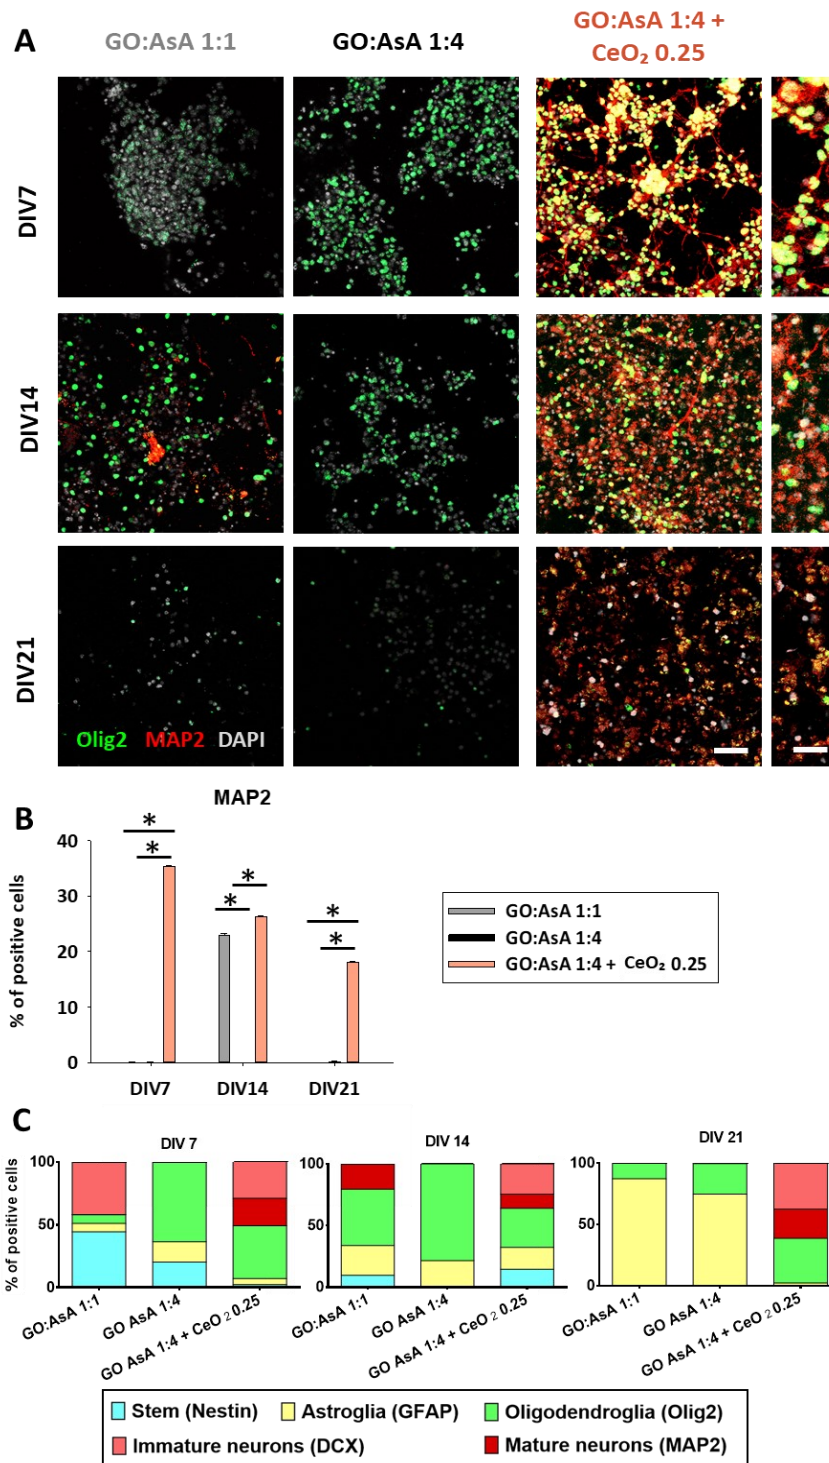 A
GO:AsA 1:1
GO:AsA 1:4
GO:AsA 1:4 +
CeO₂ 0.25
DIV7
DIV14
DIV21
Olig2 MAP2 DAPI
B
MAP2
% of positive cells
40
30
20
10
0
* * * * * *
DIV7 DIV14 DIV21
GO:AsA 1:1
GO:AsA 1:4
GO:AsA 1:4 + CeO₂ 0.25
C
% of positive cells
DIV 7
100
50
0
GO:AsA 1:1
GO AsA 1:4
GO AsA 1:4 + CeO₂ 0.25
DIV 14
100
50
0
GO:AsA 1:1
GO AsA 1:4
GO AsA 1:4 + CeO₂ 0.25
DIV 21
100
50
0
GO:AsA 1:1
GO AsA 1:4
GO AsA 1:4 + CeO₂ 0.25
Stem (Nestin) Astroglia (GFAP) Oligodendroglia (Olig2)
Immature neurons (DCX) Mature neurons (MAP2)